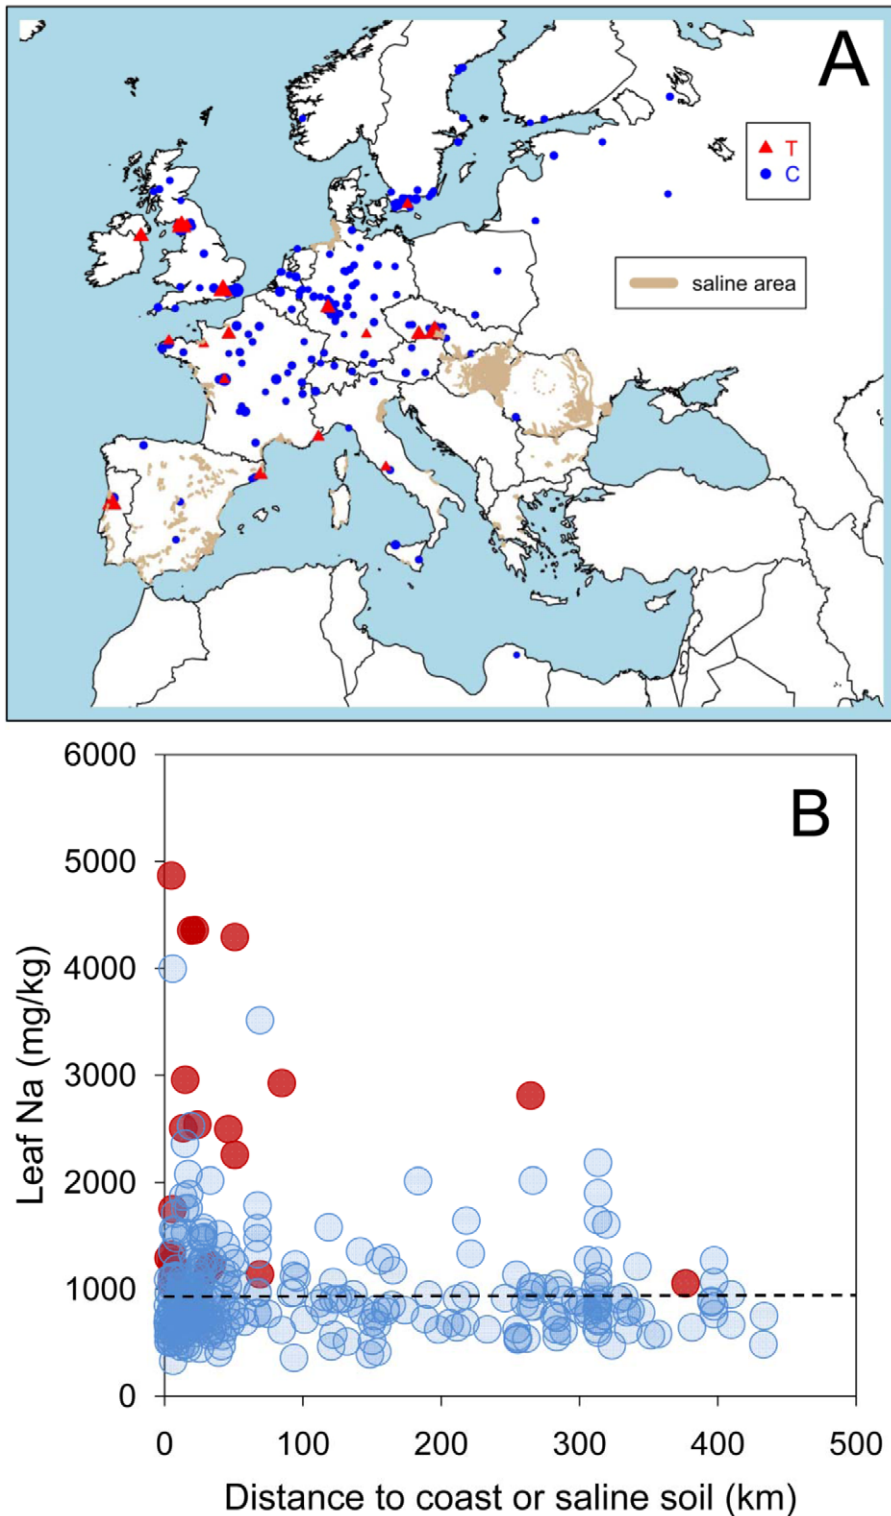 A
T
C
saline area
B
6000
5000
4000
3000
2000
1000
0
Leaf Na (mg/kg)
0 100 200 300 400 500
Distance to coast or saline soil (km)